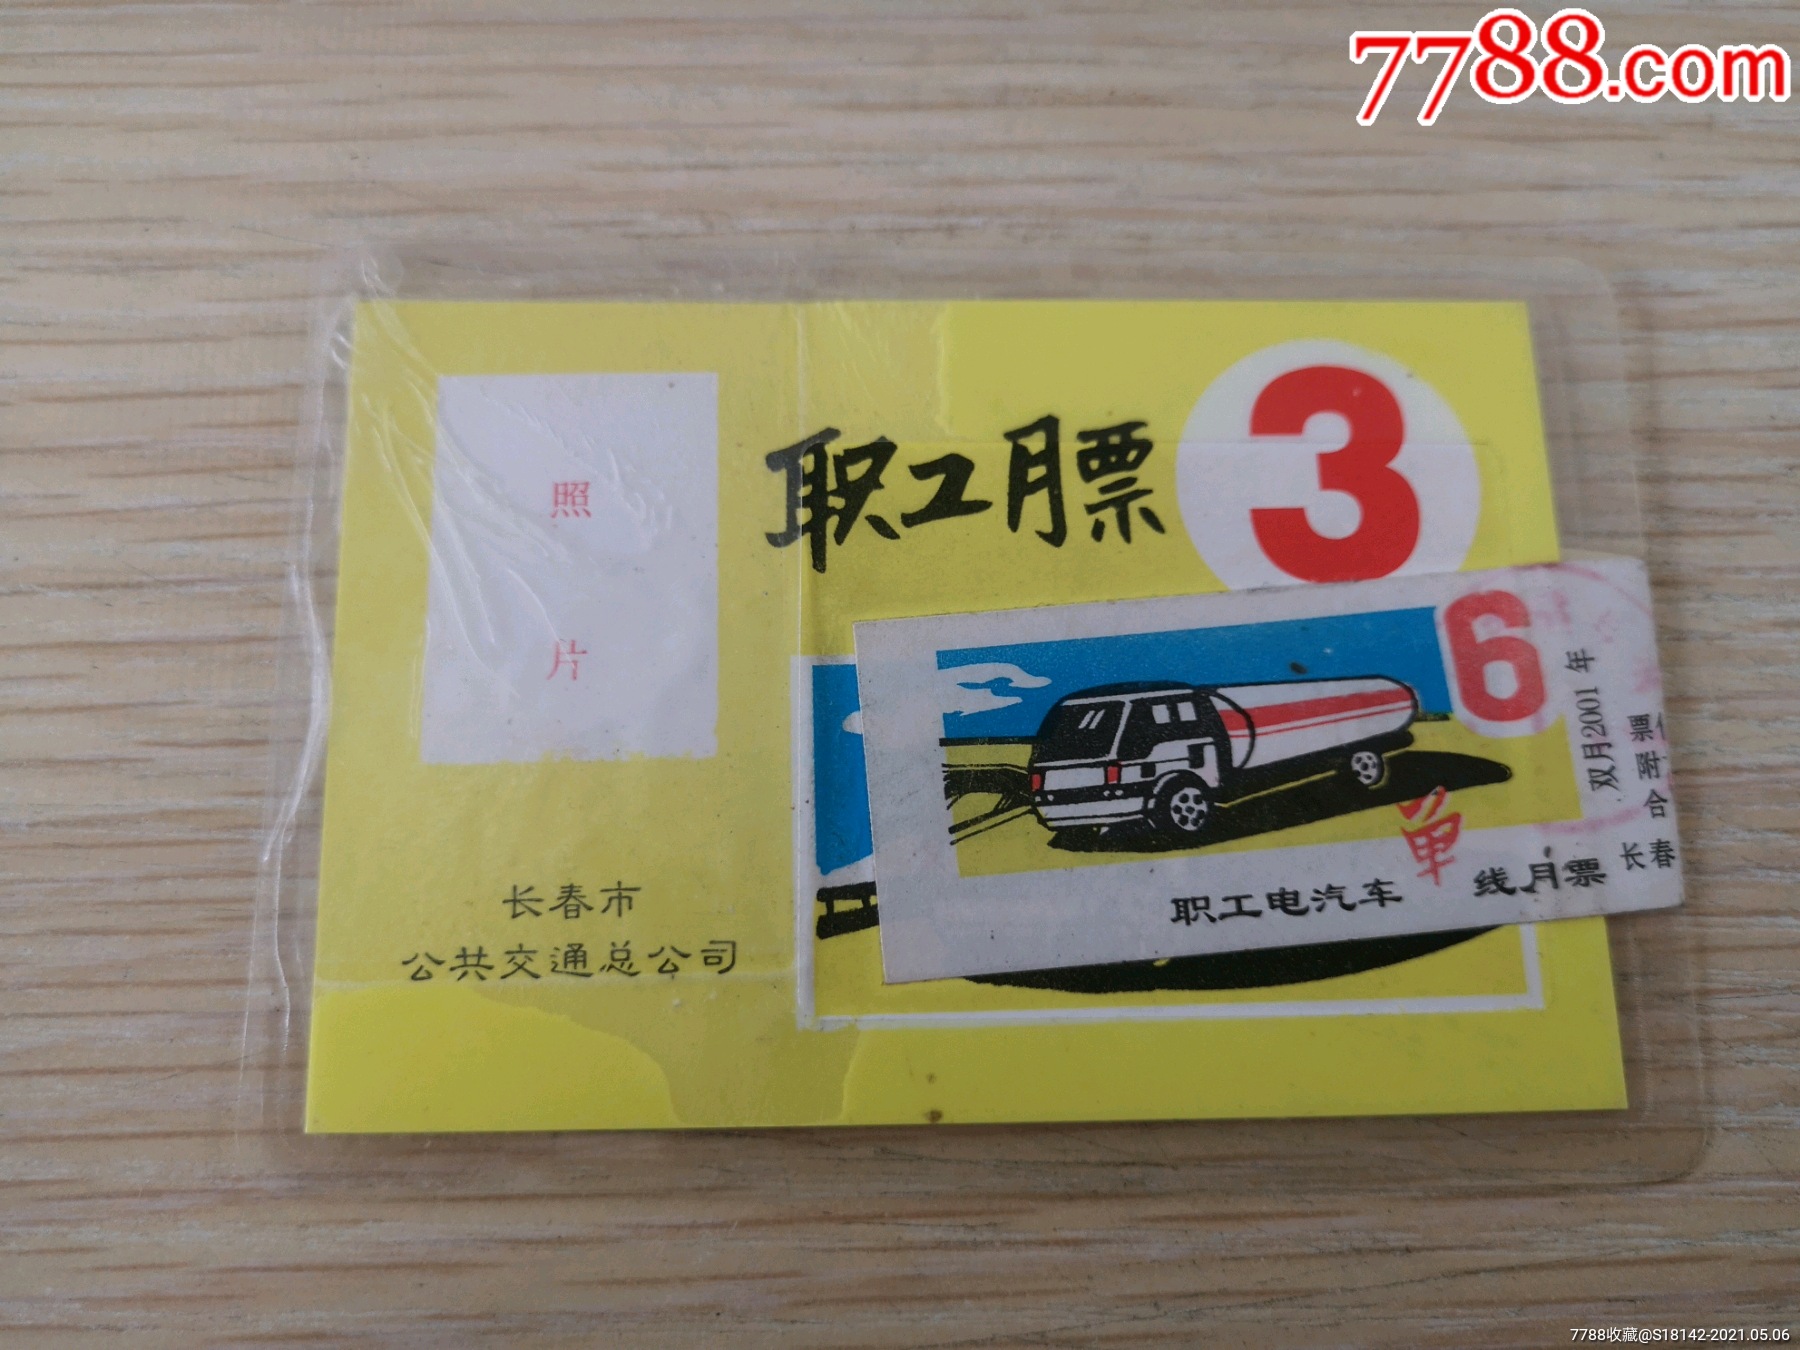 7788.com
职工月票
3
照
片
6
双月2001年
票
附
合
长春
单
职工电汽车 线月票
长春市
公共交通总公司
7788收藏@S18142-2021.05.06